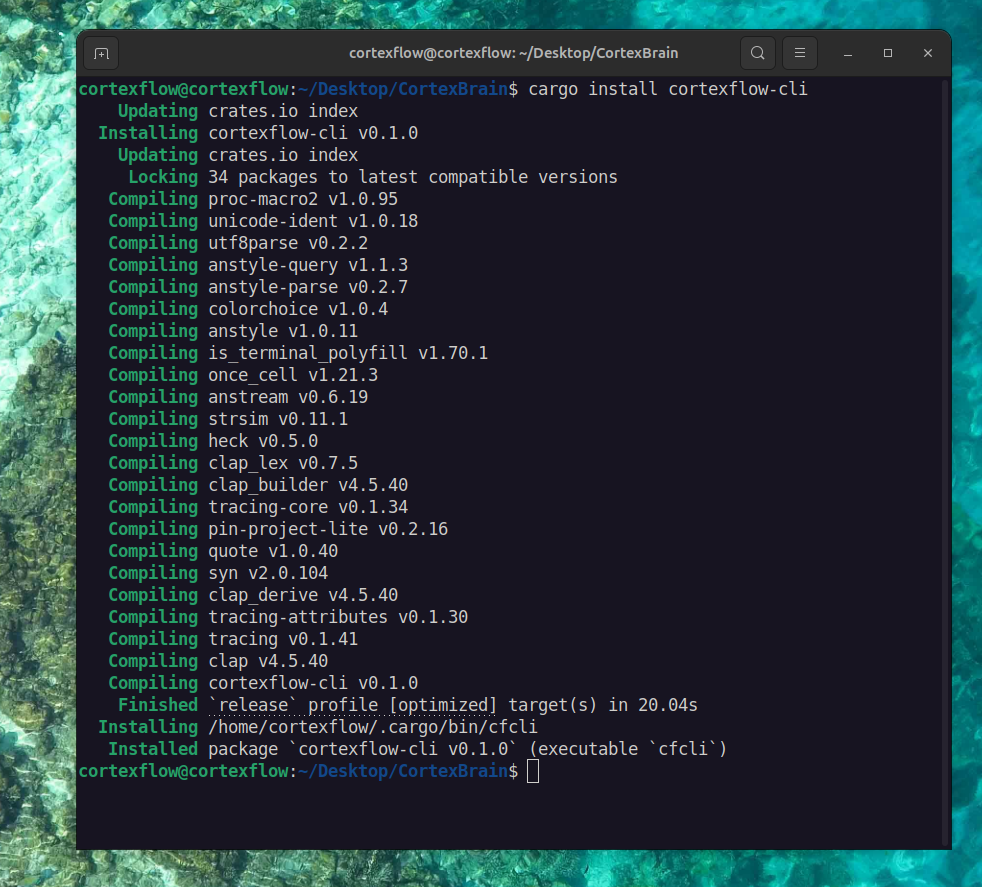 cortexflow@cortexflow: ~/Desktop/CortexBrain
cortexflow@cortexflow:~/Desktop/CortexBrain$ cargo install cortexflow-cli
Updating crates.io index
Installing cortexflow-cli v0.1.0
Updating crates.io index
Locking 34 packages to latest compatible versions
Compiling proc-macro2 v1.0.95
Compiling unicode-ident v1.0.18
Compiling utf8parse v0.2.2
Compiling anstyle-query v1.1.3
Compiling anstyle-parse v0.2.7
Compiling colorchoice v1.0.4
Compiling anstyle v1.0.11
Compiling is_terminal_polyfill v1.70.1
Compiling once_cell v1.21.3
Compiling anstream v0.6.19
Compiling strsim v0.11.1
Compiling heck v0.5.0
Compiling clap_lex v0.7.5
Compiling clap_builder v4.5.40
Compiling tracing-core v0.1.34
Compiling pin-project-lite v0.2.16
Compiling quote v1.0.40
Compiling syn v2.0.104
Compiling clap_derive v4.5.40
Compiling tracing-attributes v0.1.30
Compiling tracing v0.1.41
Compiling clap v4.5.40
Compiling cortexflow-cli v0.1.0
Finished `release` profile [optimized] target(s) in 20.04s
Installing /home/cortexflow/.cargo/bin/cfcli
Installed package `cortexflow-cli v0.1.0` (executable `cfcli`)
cortexflow@cortexflow:~/Desktop/CortexBrain$